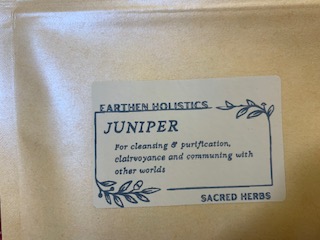 EARTHEN HOLISTICS
JUNIPER
For cleansing & purification,
clairvoyance and communing with
other worlds
SACRED HERBS